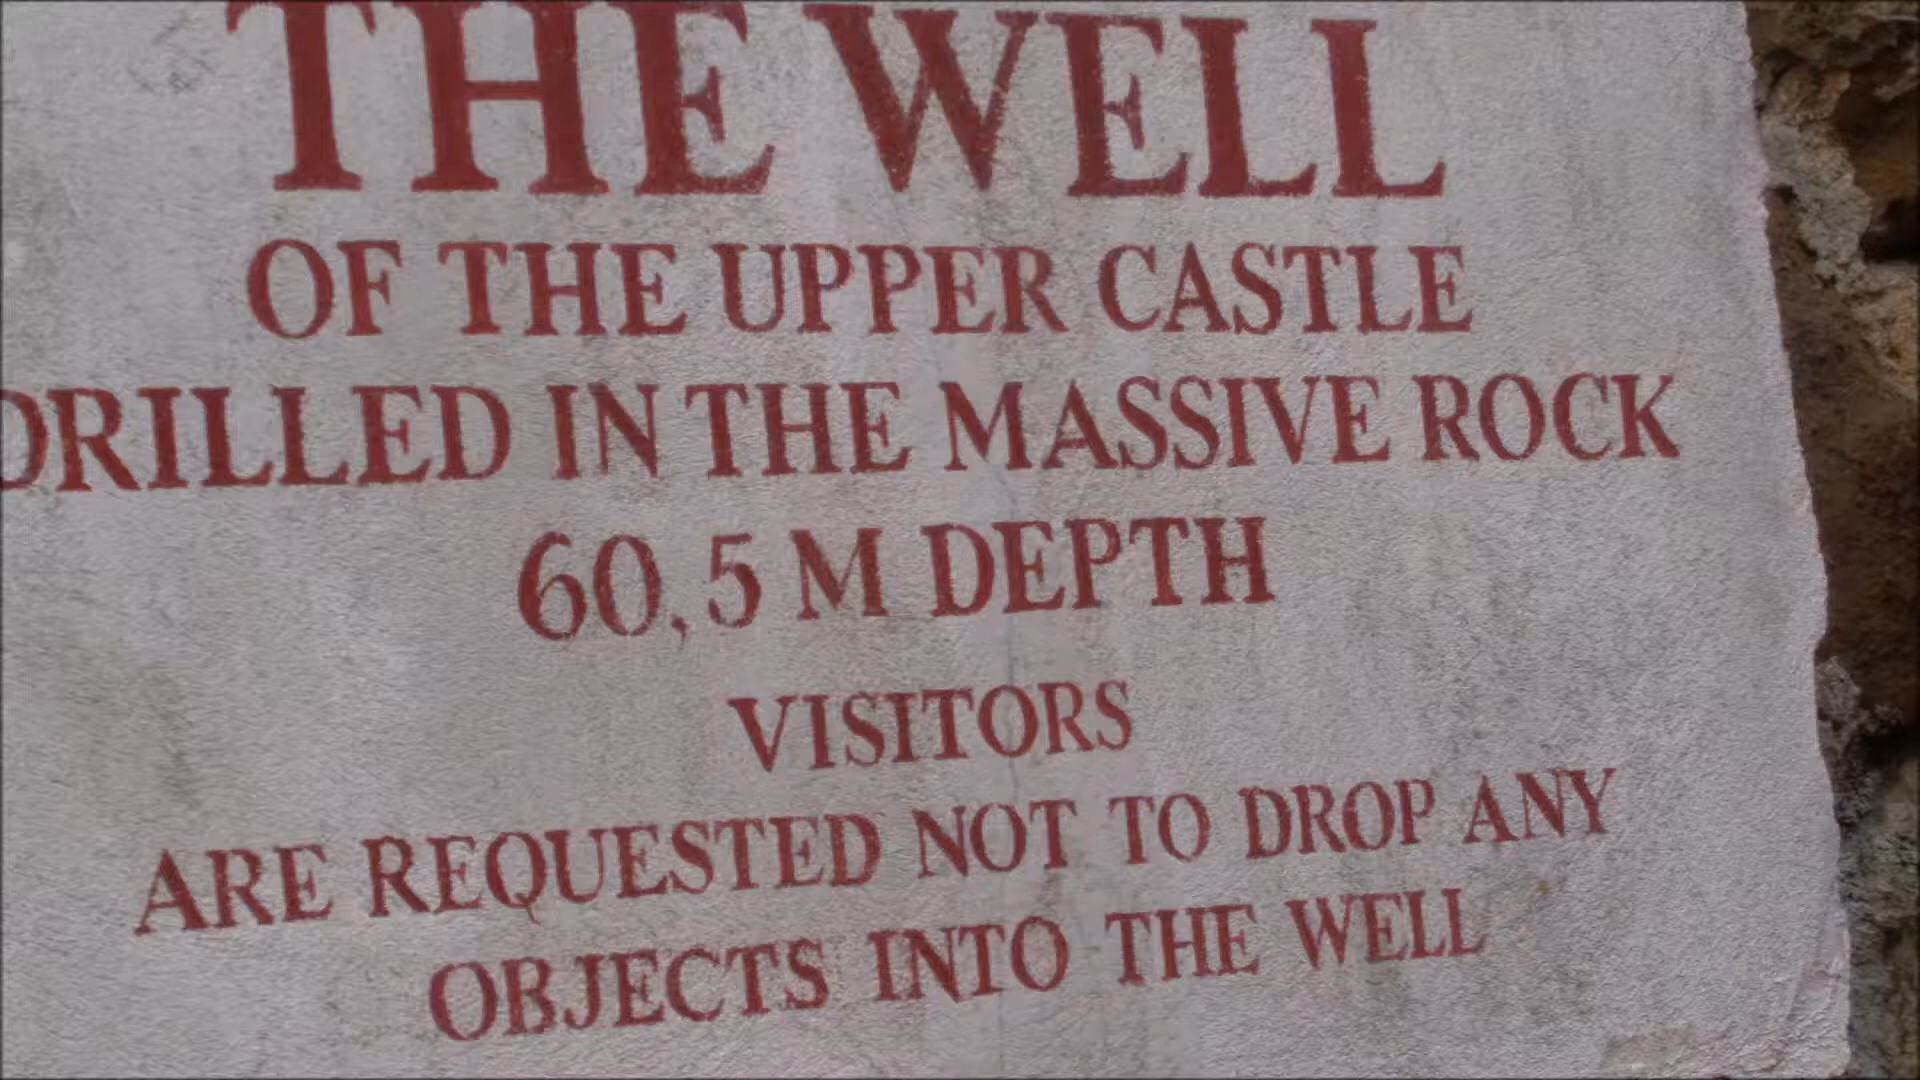 THE WELL
OF THE UPPER CASTLE
DRILLED IN THE MASSIVE ROCK
60,5 M DEPTH
VISITORS
ARE REQUESTED NOT TO DROP ANY
OBJECTS INTO THE WELL